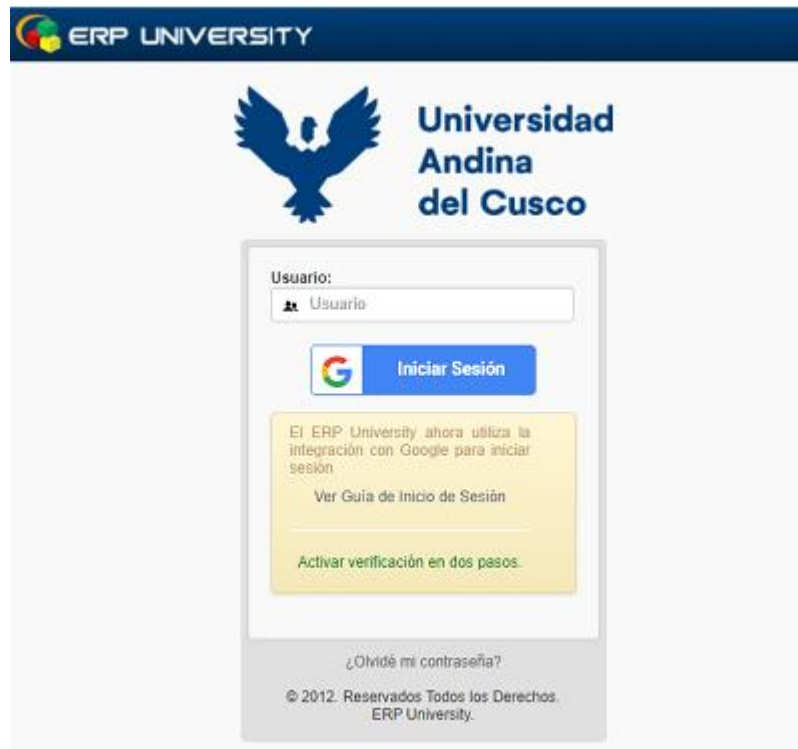 ERP UNIVERSITY
Universidad
Andina
del Cusco
Usuario:
Usuario
Iniciar Sesión
El ERP University ahora utiliza la
integración con Google para iniciar
sesión
Ver Guía de Inicio de Sesión
Activar verificación en dos pasos.
¿Olvidé mi contraseña?
© 2012. Reservados Todos los Derechos.
ERP University.